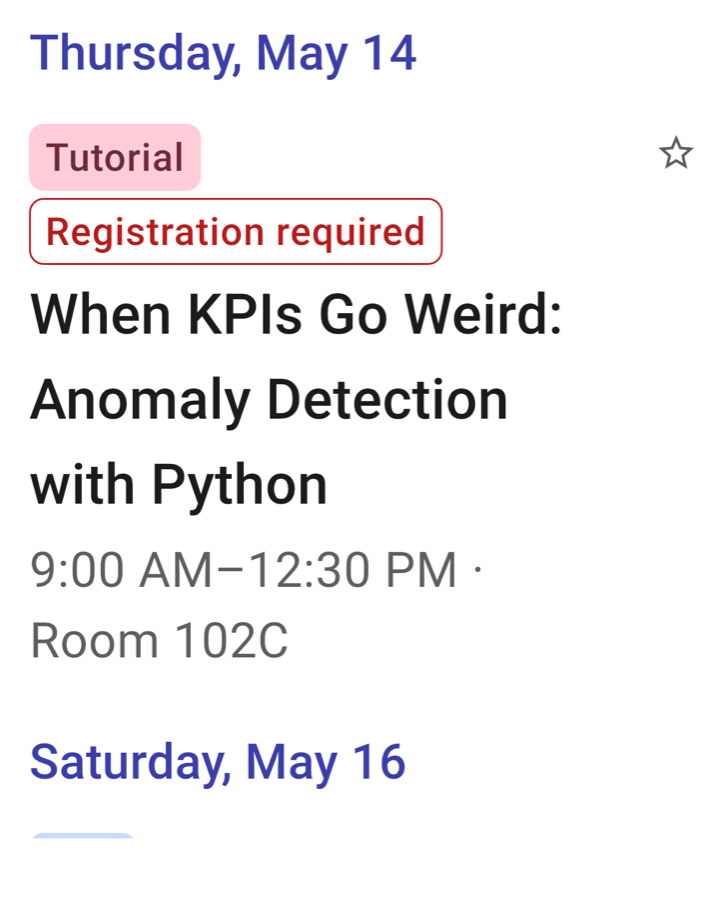 Thursday, May 14
Tutorial
Registration required
When KPIs Go Weird:
Anomaly Detection
with Python
9:00 AM–12:30 PM ·
Room 102C
Saturday, May 16